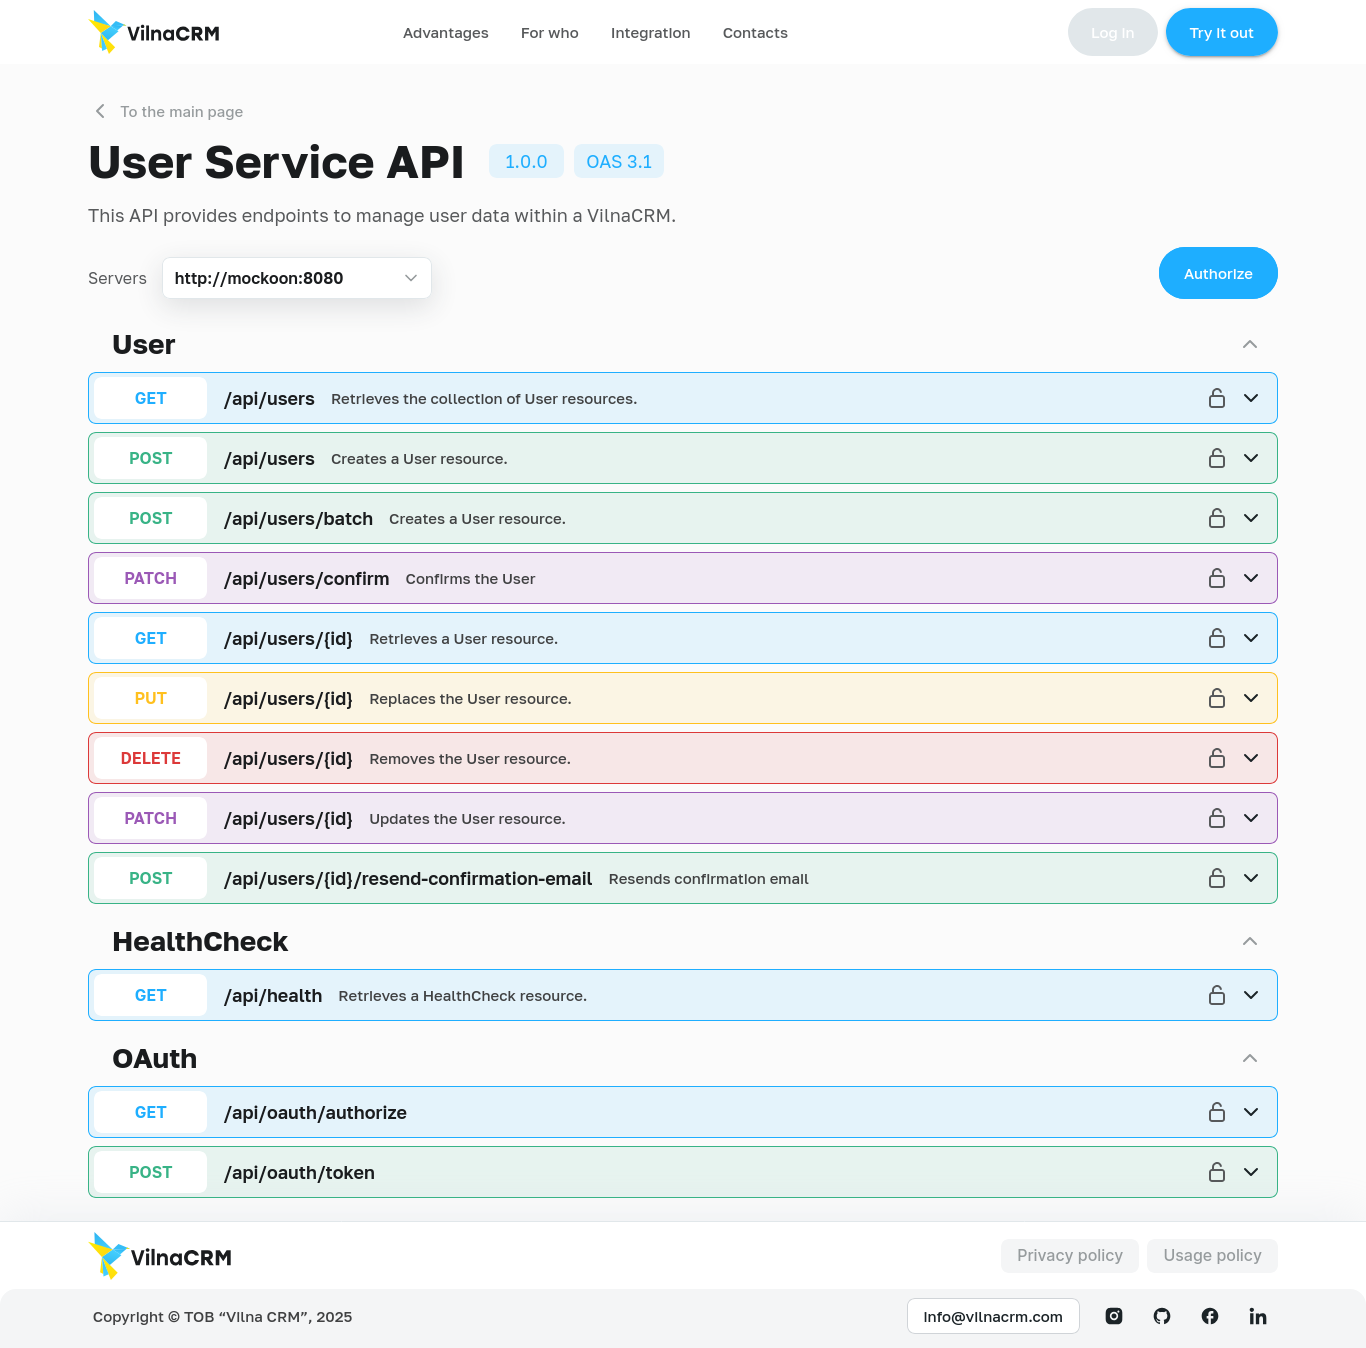 VilnaCRM
Advantages
For who
Integration
Contacts
Log in
Try it out
To the main page
User Service API
1.0.0
OAS 3.1
This API provides endpoints to manage user data within a VilnaCRM.
Servers
http://mockoon:8080
Authorize
User
GET /api/users Retrieves the collection of User resources.
POST /api/users Creates a User resource.
POST /api/users/batch Creates a User resource.
PATCH /api/users/confirm Confirms the User
GET /api/users/{id} Retrieves a User resource.
PUT /api/users/{id} Replaces the User resource.
DELETE /api/users/{id} Removes the User resource.
PATCH /api/users/{id} Updates the User resource.
POST /api/users/{id}/resend-confirmation-email Resends confirmation email
HealthCheck
GET /api/health Retrieves a HealthCheck resource.
OAuth
GET /api/oauth/authorize
POST /api/oauth/token
VilnaCRM
Privacy policy
Usage policy
Copyright © ТОВ “Vilna CRM”, 2025
info@vilnacrm.com